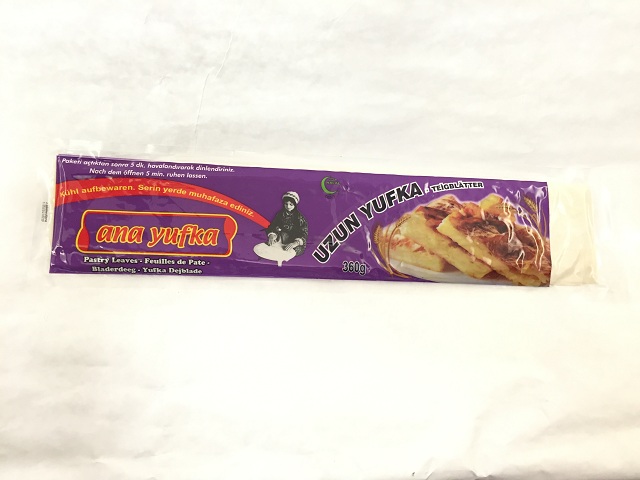 Paketi açtıktan sonra 5 dk. havalandırarak dinlendiriniz.
Nach dem öffnen 5 min. ruhen lassen.
Kühl aufbewaren. Serin yerde muhafaza ediniz.
ana yufka
Pastry Leaves - Feuilles de Pate -
Bladerdeeg - Yufka Dejblade
UZUN YUFKA
TEIGBLÄTTER
360g